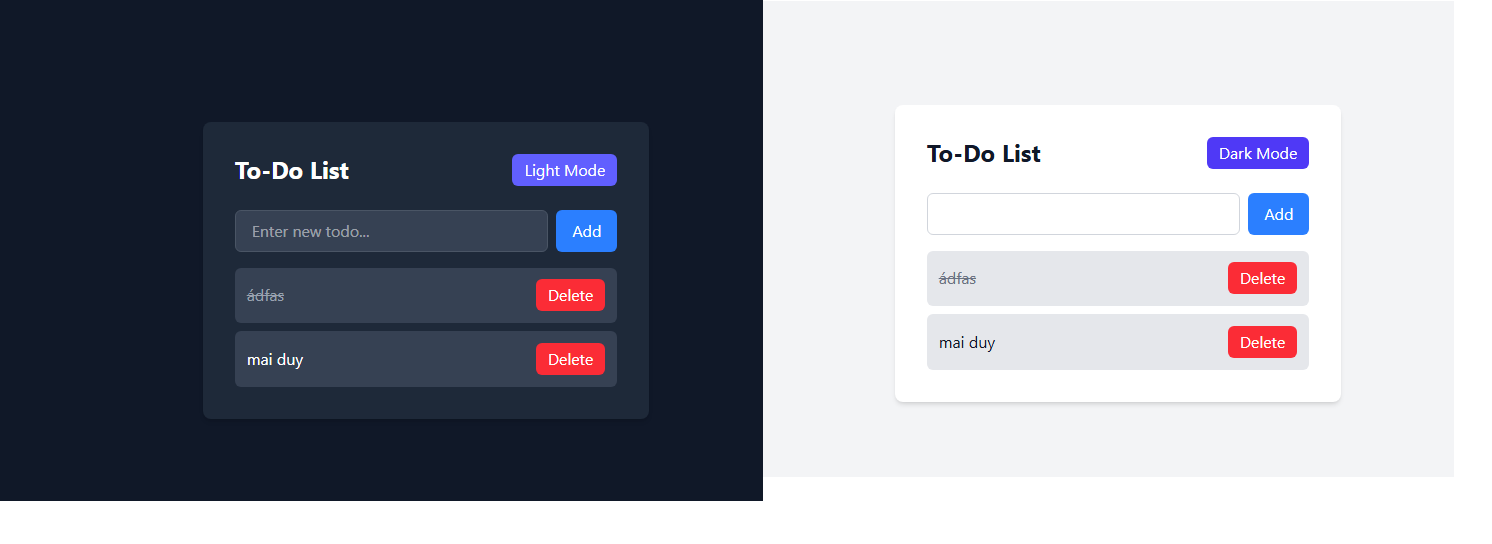 To-Do List
Light Mode
Enter new todo...
Add
ádfas
Delete
mai duy
Delete
To-Do List
Dark Mode
Add
ádfas
Delete
mai duy
Delete